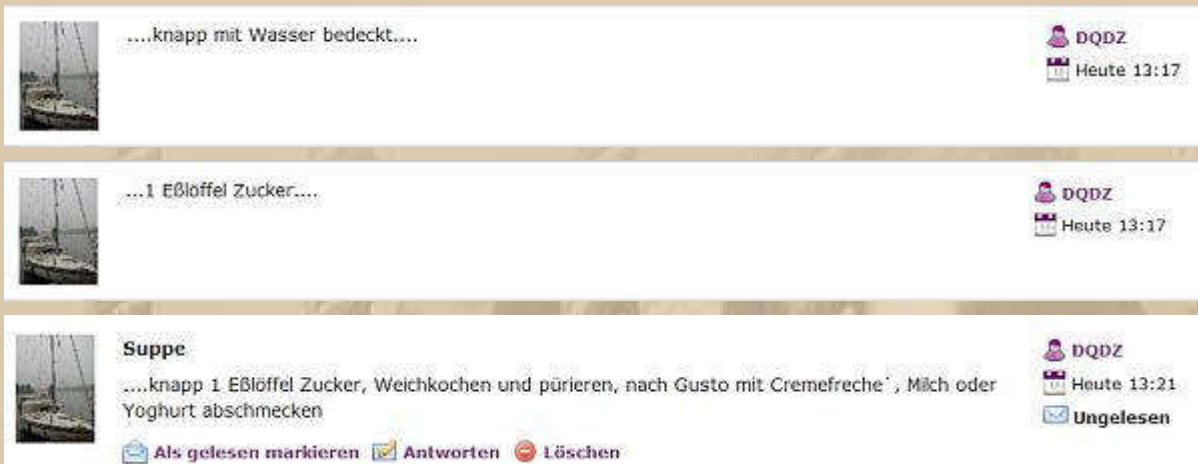 ....knapp mit Wasser bedeckt....
DQDZ
Heute 13:17
...1 Eßlöffel Zucker....
DQDZ
Heute 13:17
Suppe
....knapp 1 Eßlöffel Zucker, Weichkochen und pürieren, nach Gusto mit Cremefreche´, Milch oder
Yoghurt abschmecken
DQDZ
Heute 13:21
Ungelesen
Als gelesen markieren Antworten Löschen